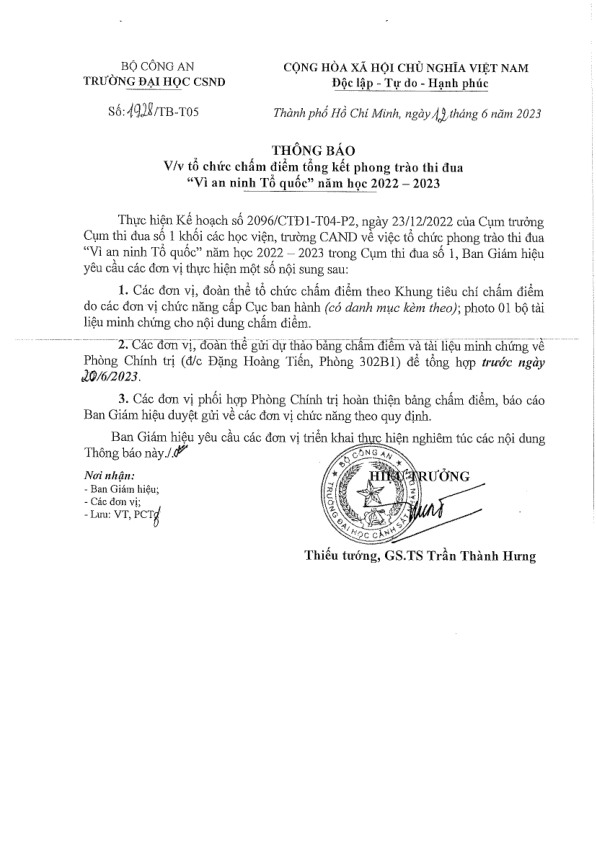 BỘ CÔNG AN
TRƯỜNG ĐẠI HỌC CSND
CỘNG HÒA XÃ HỘI CHỦ NGHĨA VIỆT NAM
Độc lập - Tự do - Hạnh phúc
Số: 1928/TB-T05
Thành phố Hồ Chí Minh, ngày 12 tháng 6 năm 2023
THÔNG BÁO
V/v tổ chức chấm điểm tổng kết phong trào thi đua
“Vì an ninh Tổ quốc” năm học 2022 – 2023
Thực hiện Kế hoạch số 2096/CTĐ1-T04-P2, ngày 23/12/2022 của Cụm trưởng
Cụm thi đua số 1 khối các học viện, trường CAND về việc tổ chức phong trào thi đua
“Vì an ninh Tổ quốc” năm học 2022 – 2023 trong Cụm thi đua số 1, Ban Giám hiệu
yêu cầu các đơn vị thực hiện một số nội sung sau:
1. Các đơn vị, đoàn thể tổ chức chấm điểm theo Khung tiêu chí chấm điểm
do các đơn vị chức năng cấp Cục ban hành (có danh mục kèm theo); photo 01 bộ tài
liệu minh chứng cho nội dung chấm điểm.
2. Các đơn vị, đoàn thể gửi dự thảo bảng chấm điểm và tài liệu minh chứng về
Phòng Chính trị (đ/c Đặng Hoàng Tiến, Phòng 302B1) để tổng hợp trước ngày
20/6/2023.
3. Các đơn vị phối hợp Phòng Chính trị hoàn thiện bảng chấm điểm, báo cáo
Ban Giám hiệu duyệt gửi về các đơn vị chức năng theo quy định.
Ban Giám hiệu yêu cầu các đơn vị triển khai thực hiện nghiêm túc các nội dung
Thông báo này./.
Nơi nhận:
- Ban Giám hiệu;
- Các đơn vị;
- Lưu: VT, PCT
HIỆU TRƯỞNG
BỘ CÔNG AN
TRƯỜNG ĐẠI HỌC CẢNH SÁT
Thiếu tướng, GS.TS Trần Thành Hưng